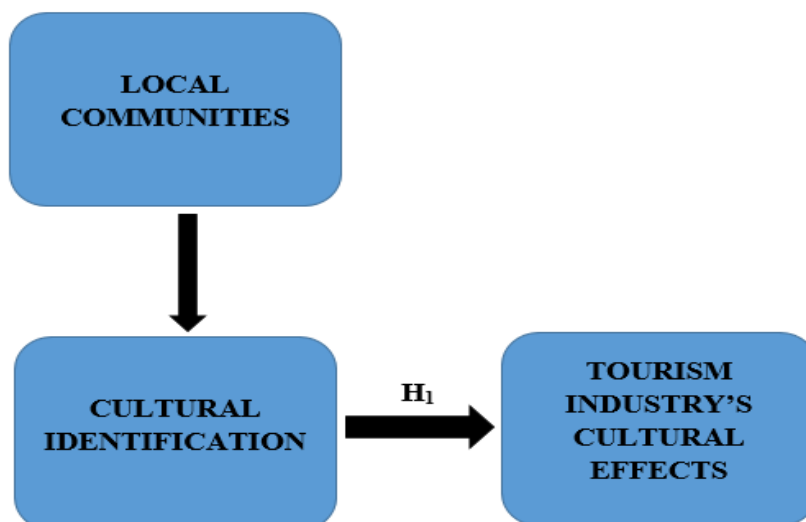 LOCAL
COMMUNITIES
CULTURAL
IDENTIFICATION
H₁
TOURISM
INDUSTRY’S
CULTURAL
EFFECTS